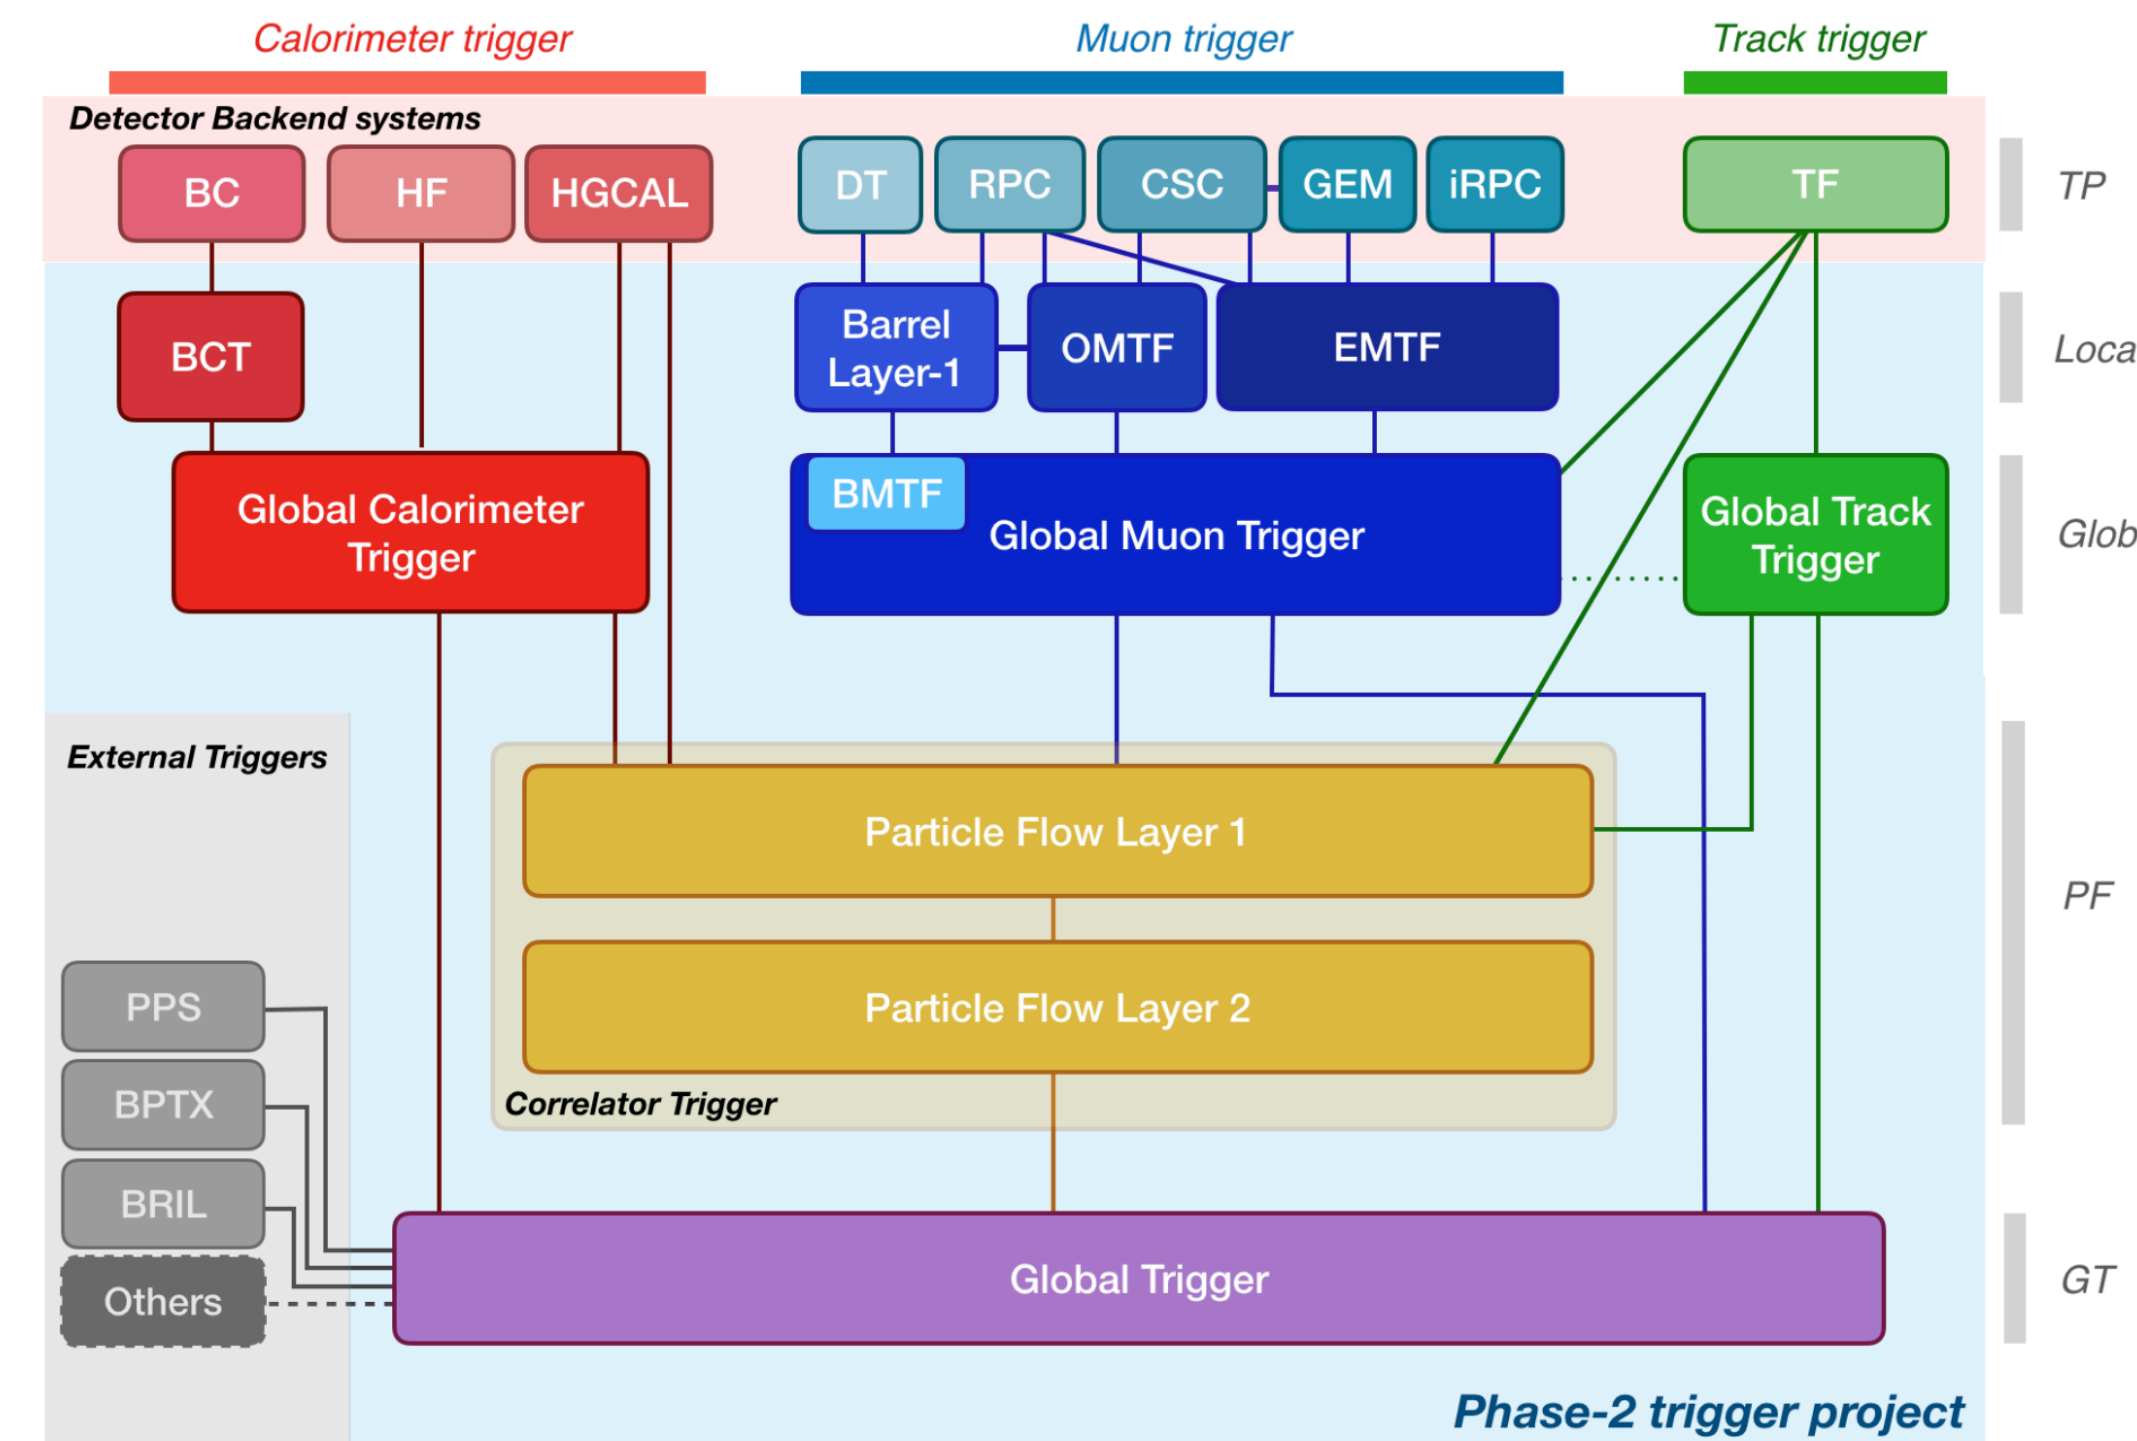 Calorimeter trigger
Muon trigger
Track trigger
Detector Backend systems
BC
HF
HGCAL
DT
RPC
CSC
GEM
iRPC
TF
TP
BCT
Barrel
Layer-1
OMTF
EMTF
Loca
Global Calorimeter
Trigger
BMTF
Global Muon Trigger
Global Track
Trigger
Glob
External Triggers
Particle Flow Layer 1
PF
Particle Flow Layer 2
Correlator Trigger
PPS
BPTX
BRIL
Others
Global Trigger
GT
Phase-2 trigger project